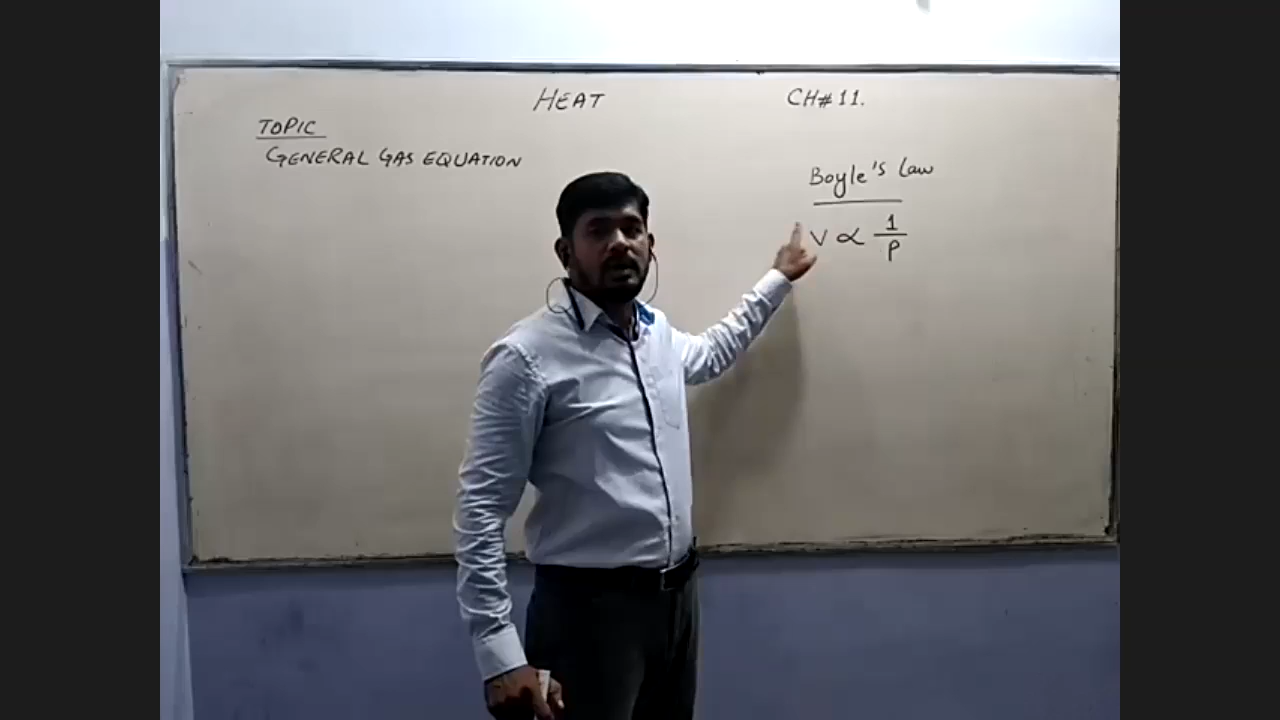 HEAT
CH# 11.
TOPIC
GENERAL GAS EQUATION
Boyle's Law
V ∝ 1/P